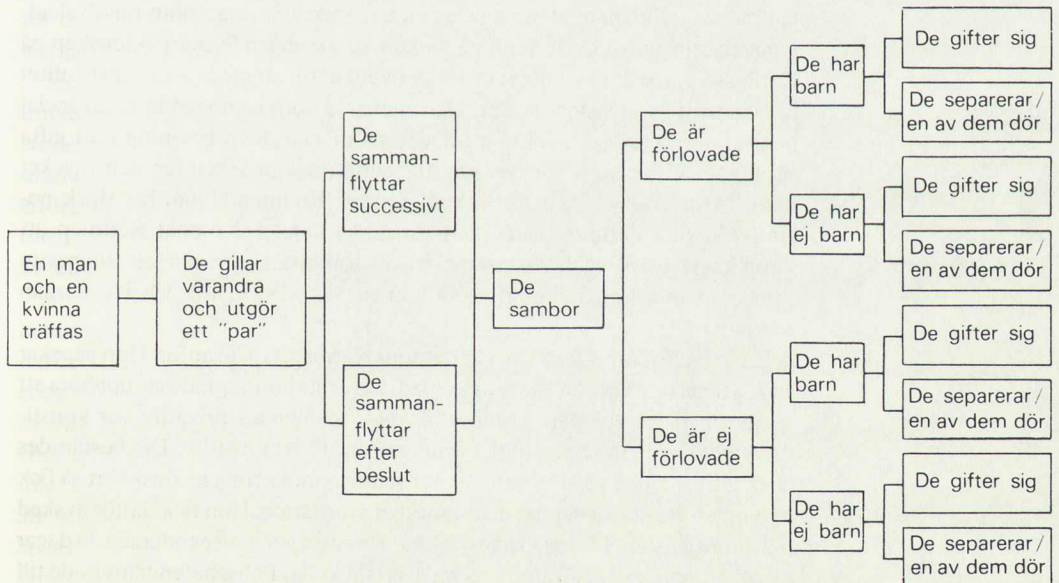 En man
och en
kvinna
träffas
De gillar
varandra
och utgör
ett "par"
De
samman-
flyttar
successivt
De
samman-
flyttar
efter
beslut
De
sambor
De är
förlovade
De är ej
förlovade
De har
barn
De har
ej barn
De har
barn
De har
ej barn
De gifter sig
De separerar/
en av dem dör
De gifter sig
De separerar/
en av dem dör
De gifter sig
De separerar/
en av dem dör
De gifter sig
De separerar/
en av dem dör